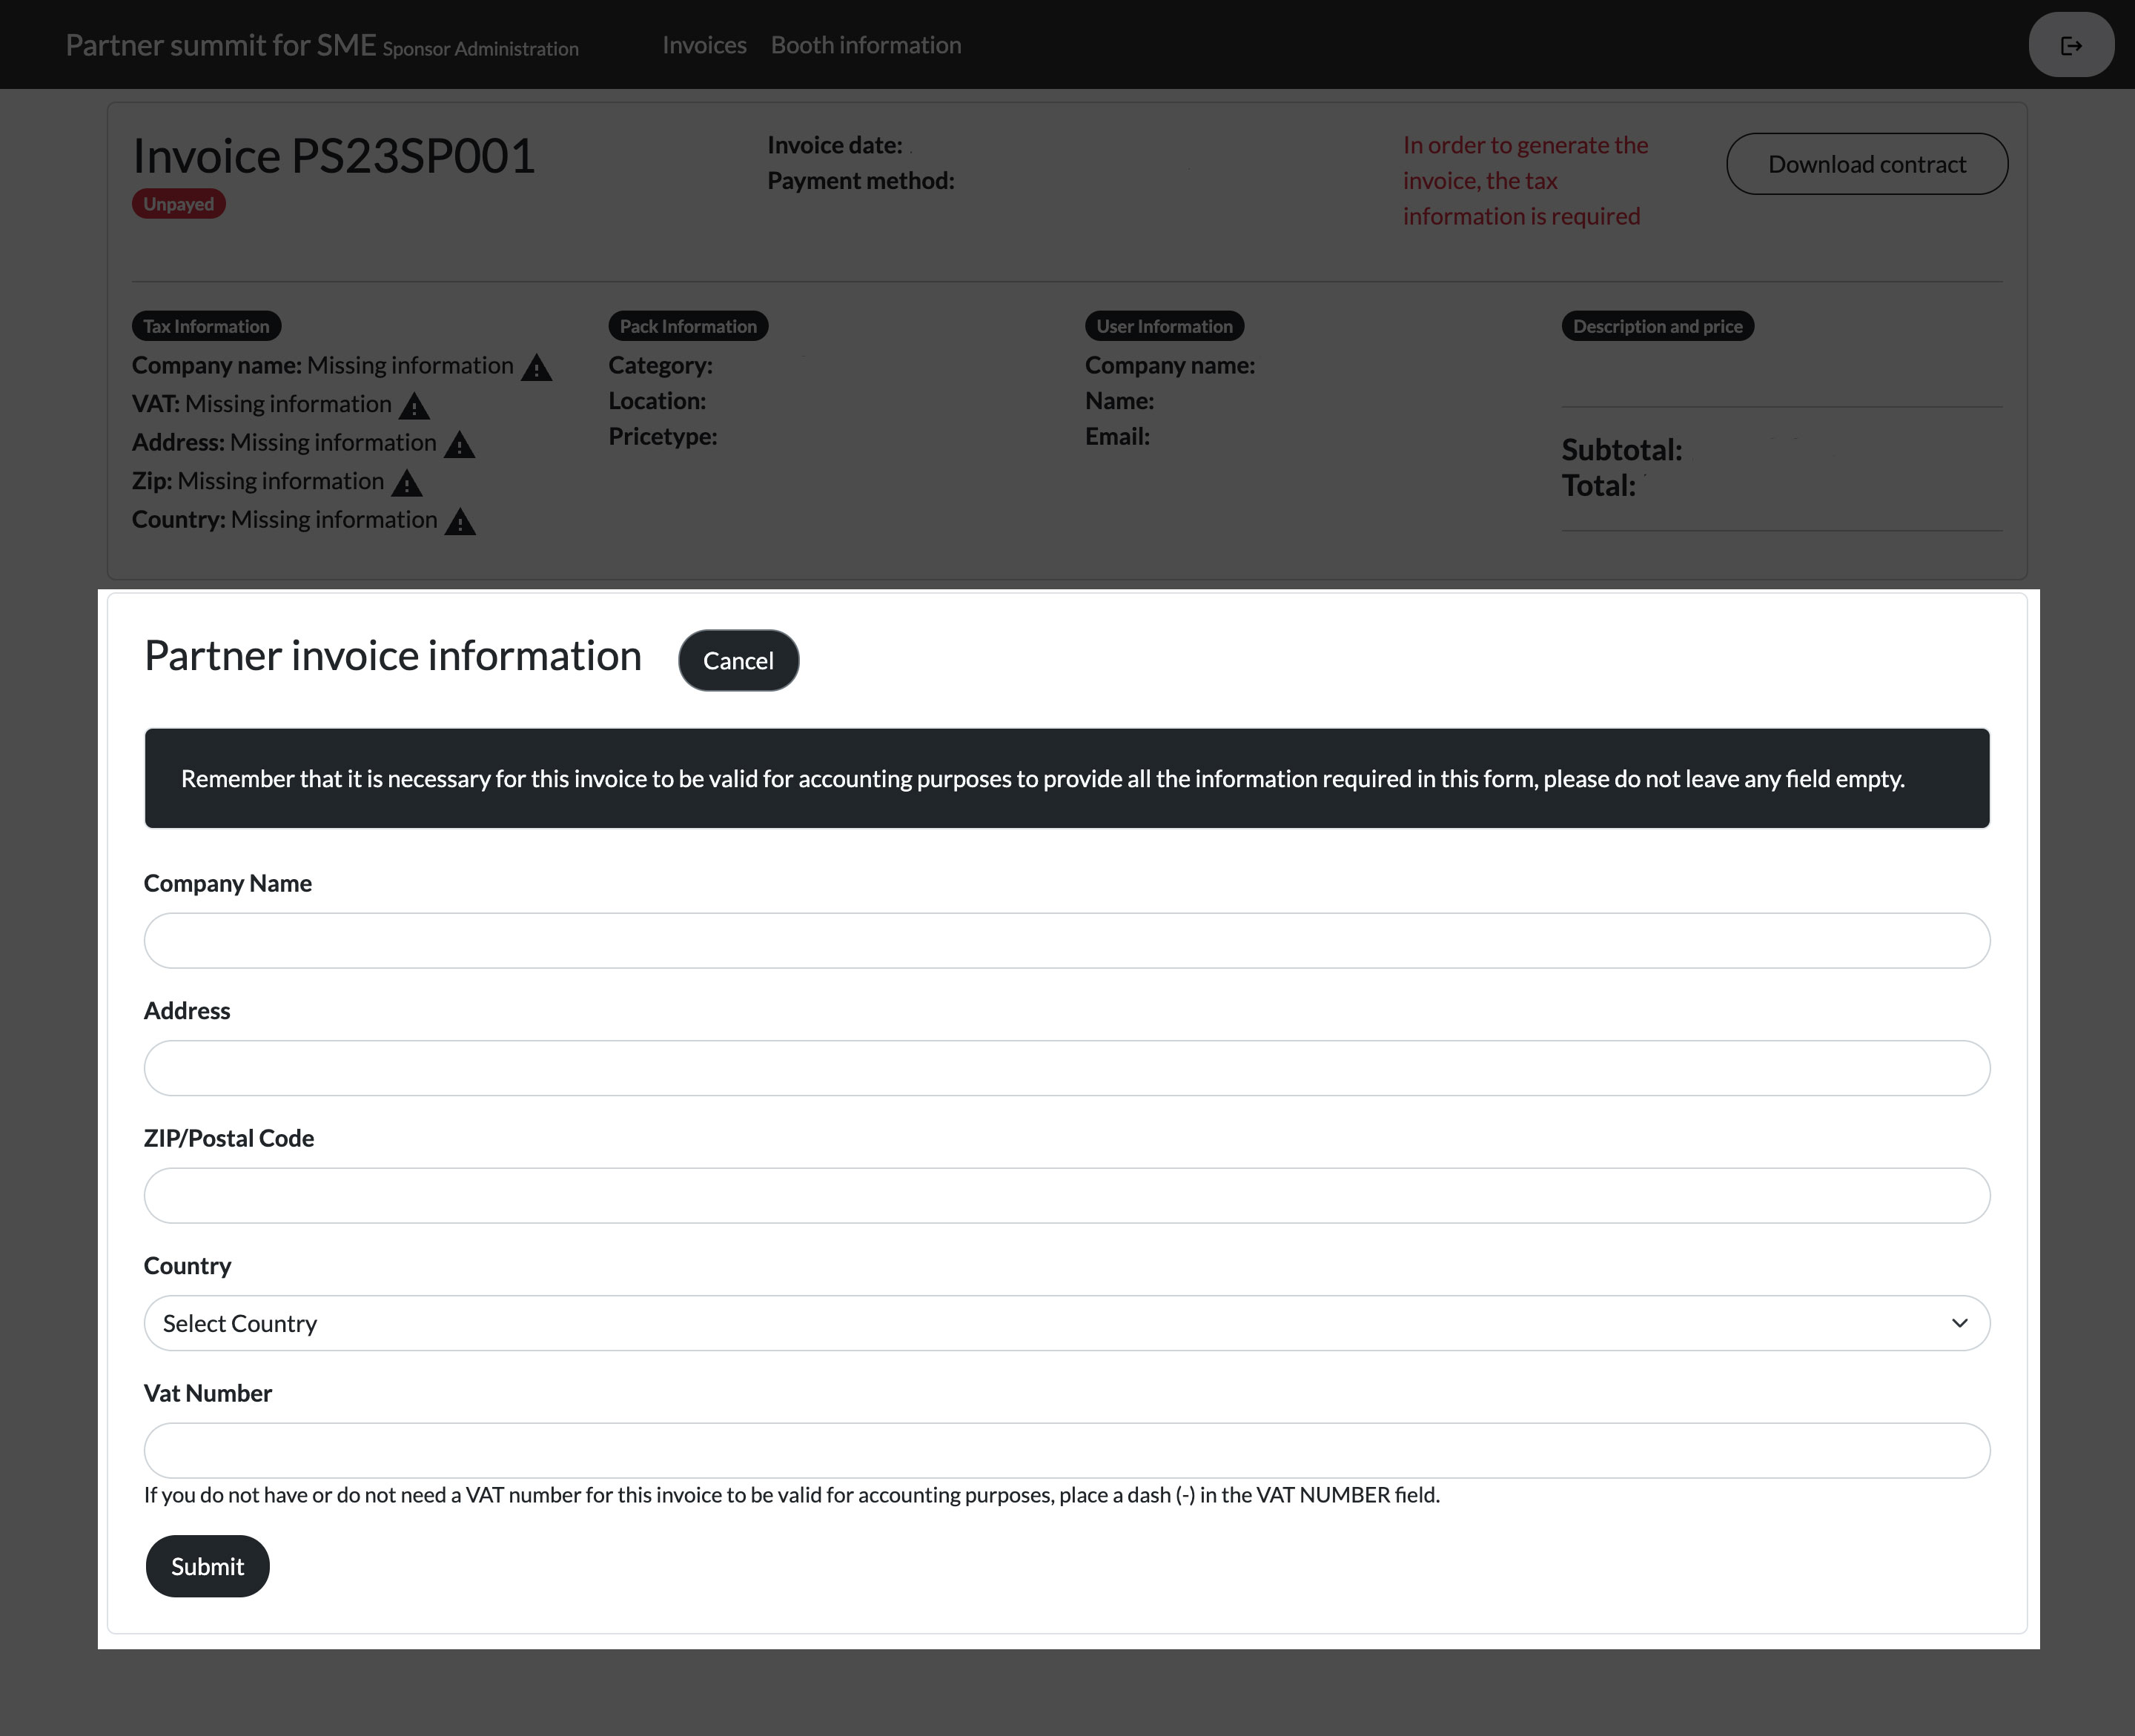 Partner summit for SME Sponsor Administration Invoices Booth information
Invoice PS23SP001
Unpayed
Invoice date:
Payment method:
In order to generate the
invoice, the tax
information is required
Download contract
Tax Information
Company name: Missing information
VAT: Missing information
Address: Missing information
Zip: Missing information
Country: Missing information
Pack Information
Category:
Location:
Pricetype:
User Information
Company name:
Name:
Email:
Description and price
Subtotal:
Total:
Partner invoice information Cancel
Remember that it is necessary for this invoice to be valid for accounting purposes to provide all the information required in this form, please do not leave any field empty.
Company Name
Address
ZIP/Postal Code
Country
Select Country
Vat Number
If you do not have or do not need a VAT number for this invoice to be valid for accounting purposes, place a dash (-) in the VAT NUMBER field.
Submit